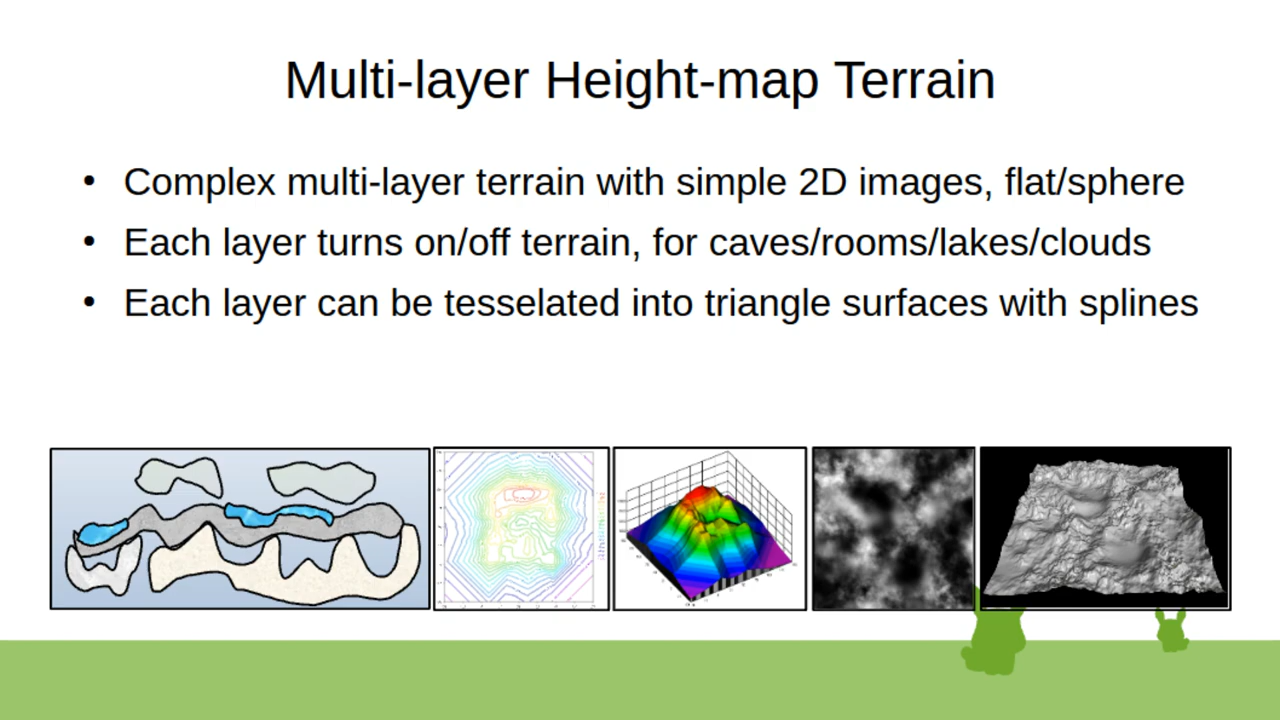 Multi-layer Height-map Terrain
• Complex multi-layer terrain with simple 2D images, flat/sphere
• Each layer turns on/off terrain, for caves/rooms/lakes/clouds
• Each layer can be tesselated into triangle surfaces with splines